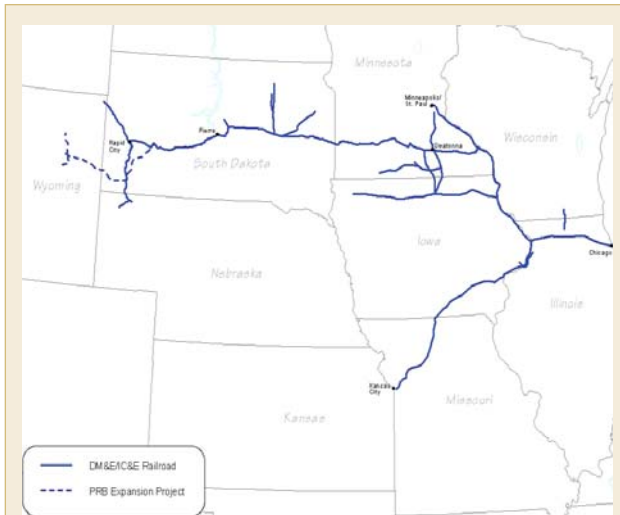 Minnesota
Minneapolis/
St. Paul
Wisconsin
Pierre
Rapid
City
Owatonna
South Dakota
Wyoming
Iowa
Chicago
Nebraska
Illinois
Kansas
City
Missouri
Kansas
DM&E/IC&E Railroad
PRB Expansion Project